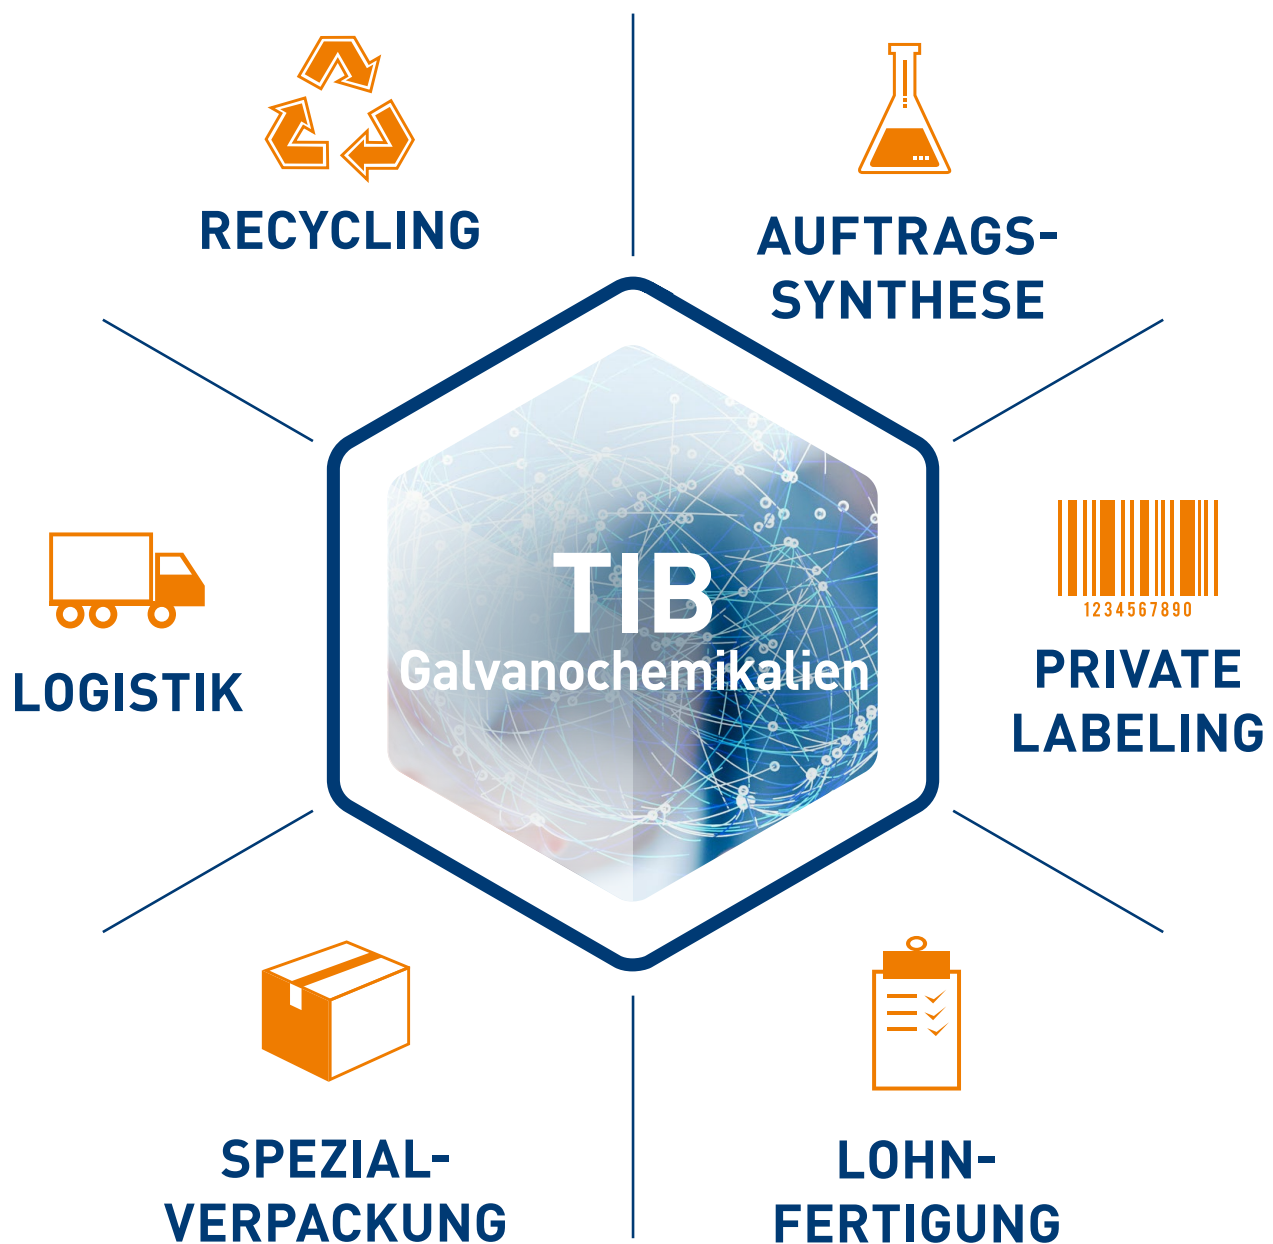 RECYCLING
AUFTRAGS-
SYNTHESE
TIB
Galvanochemikalien
LOGISTIK
1234567890
PRIVATE
LABELING
SPEZIAL-
VERPACKUNG
LOHN-
FERTIGUNG